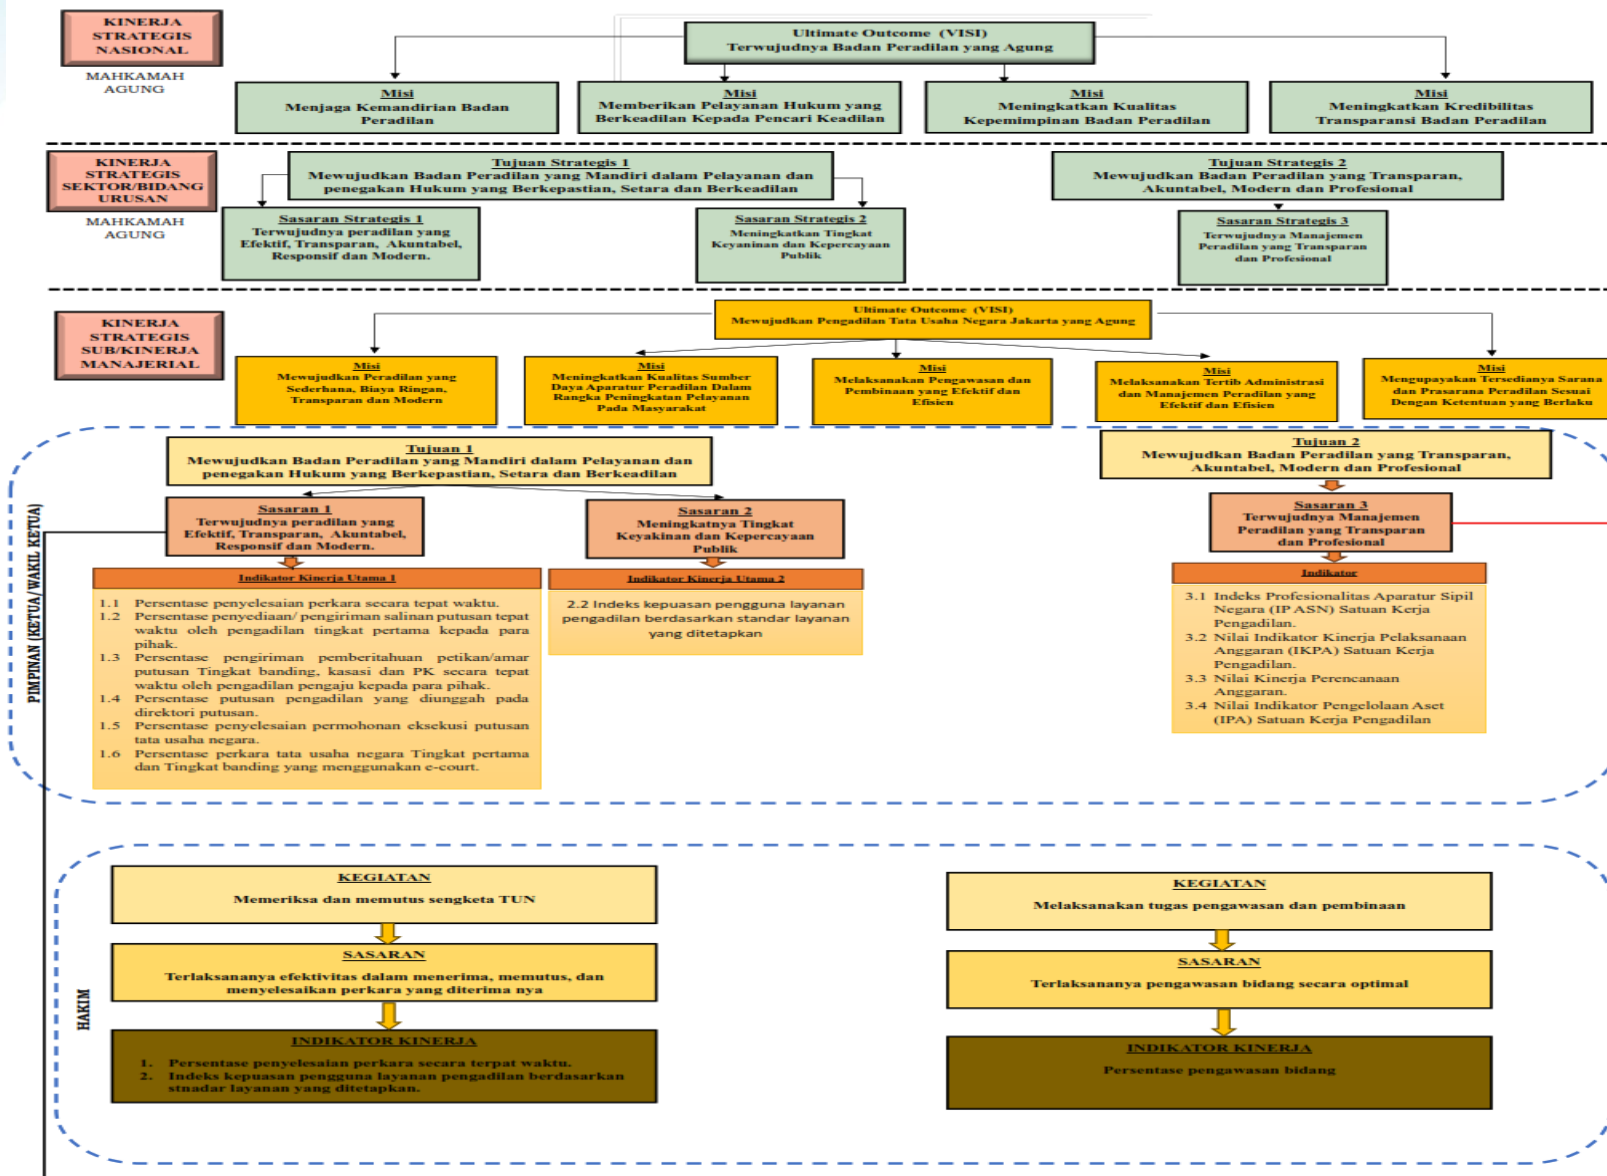 KINERJA
STRATEGIS
NASIONAL
MAHKAMAH
AGUNG
Ultimate Outcome (VISI)
Terwujudnya Badan Peradilan yang Agung
Misi
Menjaga Kemandirian Badan
Peradilan
Misi
Memberikan Pelayanan Hukum yang
Berkeadilan Kepada Pencari Keadilan
Misi
Meningkatkan Kualitas
Kepemimpinan Badan Peradilan
Misi
Meningkatkan Kredibilitas
Transparansi Badan Peradilan
KINERJA
STRATEGIS
SEKTOR/BIDANG
URUSAN
MAHKAMAH
AGUNG
Tujuan Strategis 1
Mewujudkan Badan Peradilan yang Mandiri dalam Pelayanan dan
penegakan Hukum yang Berkepastian, Setara dan Berkeadilan
Tujuan Strategis 2
Mewujudkan Badan Peradilan yang Transparan,
Akuntabel, Modern dan Profesional
Sasaran Strategis 1
Terwujudnya peradilan yang
Efektif, Transparan, Akuntabel,
Responsif dan Modern.
Sasaran Strategis 2
Meningkatkan Tingkat
Keyaninan dan Kepercayaan
Publik
Sasaran Strategis 3
Terwujudnya Manajemen
Peradilan yang Transparan
dan Profesional
KINERJA
STRATEGIS
SUB/KINERJA
MANAJERIAL
Ultimate Outcome (VISI)
Mewujudkan Pengadilan Tata Usaha Negara Jakarta yang Agung
Misi
Mewujudkan Peradilan yang
Sederhana, Biaya Ringan,
Transparan dan Modern
Misi
Meningkatkan Kualitas Sumber
Daya Aparatur Peradilan Dalam
Rangka Peningkatan Pelayanan
Pada Masyarakat
Misi
Melaksanakan Pengawasan dan
Pembinaan yang Efektif dan
Efisien
Misi
Melaksanakan Tertib Administrasi
dan Manajemen Peradilan yang
Efektif dan Efisien
Misi
Mengupayakan Tersedianya Sarana
dan Prasarana Peradilan Sesuai
Dengan Ketentuan yang Berlaku
PIMPINAN (KETUA/WAKIL KETUA)
Tujuan 1
Mewujudkan Badan Peradilan yang Mandiri dalam Pelayanan dan
penegakan Hukum yang Berkepastian, Setara dan Berkeadilan
Tujuan 2
Mewujudkan Badan Peradilan yang Transparan,
Akuntabel, Modern dan Profesional
Sasaran 1
Terwujudnya peradilan yang
Efektif, Transparan, Akuntabel,
Responsif dan Modern.
Sasaran 2
Meningkatnya Tingkat
Keyakinan dan Kepercayaan
Publik
Sasaran 3
Terwujudnya Manajemen
Peradilan yang Transparan
dan Profesional
Indikator Kinerja Utama 1
1.1 Persentase penyelesaian perkara secara tepat waktu.
1.2 Persentase penyediaan/ pengiriman salinan putusan tepat
waktu oleh pengadilan tingkat pertama kepada para
pihak.
1.3 Persentase pengiriman pemberitahuan petikan/amar
putusan Tingkat banding, kasasi dan PK secara tepat
waktu oleh pengadilan pengaju kepada para pihak.
1.4 Persentase putusan pengadilan yang diunggah pada
direktori putusan.
1.5 Persentase penyelesaian permohonan eksekusi putusan
tata usaha negara.
1.6 Persentase perkara tata usaha negara Tingkat pertama
dan Tingkat banding yang menggunakan e-court.
Indikator Kinerja Utama 2
2.2 Indeks kepuasan pengguna layanan
pengadilan berdasarkan standar layanan
yang ditetapkan
Indikator
3.1 Indeks Profesionalitas Aparatur Sipil
Negara (IP ASN) Satuan Kerja
Pengadilan.
3.2 Nilai Indikator Kinerja Pelaksanaan
Anggaran (IKPA) Satuan Kerja
Pengadilan.
3.3 Nilai Kinerja Perencanaan
Anggaran.
3.4 Nilai Indikator Pengelolaan Aset
(IPA) Satuan Kerja Pengadilan
HAKIM
KEGIATAN
Memeriksa dan memutus sengketa TUN
SASARAN
Terlaksananya efektivitas dalam menerima, memutus, dan
menyelesaikan perkara yang diterima nya
INDIKATOR KINERJA
1. Persentase penyelesaian perkara secara terpat waktu.
2. Indeks kepuasan pengguna layanan pengadilan berdasarkan
stnadar layanan yang ditetapkan.
KEGIATAN
Melaksanakan tugas pengawasan dan pembinaan
SASARAN
Terlaksananya pengawasan bidang secara optimal
INDIKATOR KINERJA
Persentase pengawasan bidang